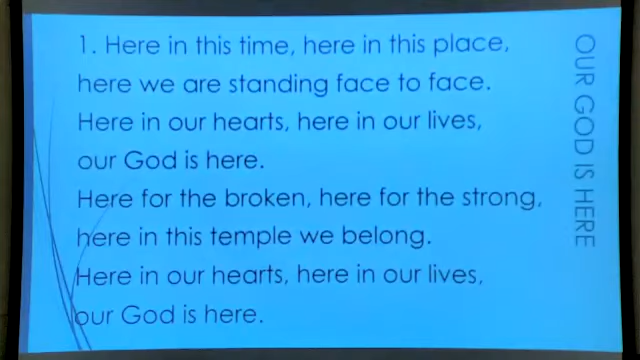 1. Here in this time, here in this place,
here we are standing face to face.
Here in our hearts, here in our lives,
our God is here.
Here for the broken, here for the strong,
here in this temple we belong.
Here in our hearts, here in our lives,
our God is here.
OUR GOD IS HERE